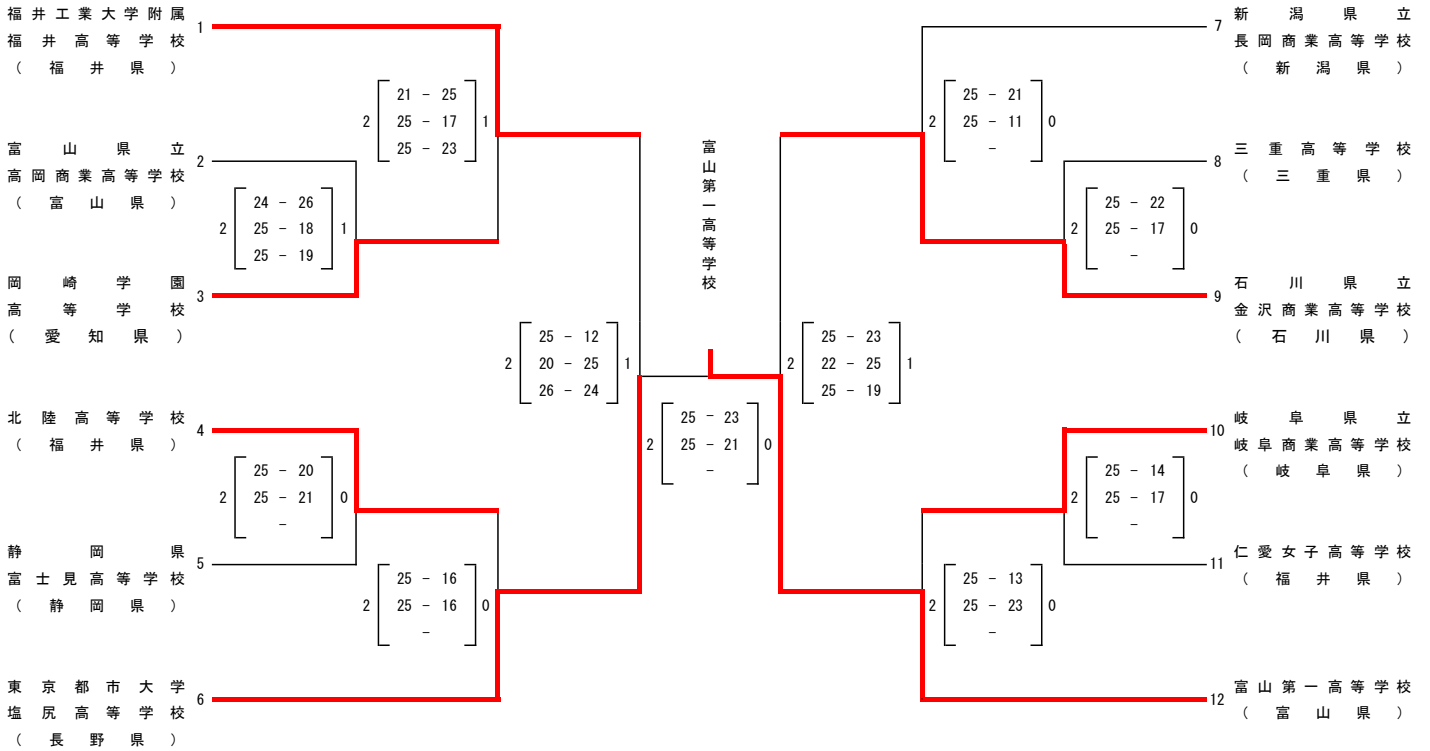 福井工業大学附属
福井高等学校
(福井県)
1
富山県立
高岡商業高等学校
(富山県)
2
岡崎学園
高等学校
(愛知県)
3
北陸高等学校
(福井県)
4
静岡県
富士見高等学校
(静岡県)
5
東京都市大学
塩尻高等学校
(長野県)
6
2
21 - 25
25 - 17
25 - 23
1
2
24 - 26
25 - 18
25 - 19
1
2
25 - 20
25 - 21
-
0
2
25 - 16
25 - 16
-
0
2
25 - 12
20 - 25
26 - 24
1
富山第一高等学校
2
25 - 23
25 - 21
-
0
2
25 - 23
22 - 25
25 - 19
1
2
25 - 21
25 - 11
-
0
2
25 - 22
25 - 17
-
0
2
25 - 14
25 - 17
-
0
2
25 - 13
25 - 23
-
0
7
新潟県立
長岡商業高等学校
(新潟県)
8
三重高等学校
(三重県)
9
石川県立
金沢商業高等学校
(石川県)
10
岐阜県立
岐阜商業高等学校
(岐阜県)
11
仁愛女子高等学校
(福井県)
12
富山第一高等学校
(富山県)